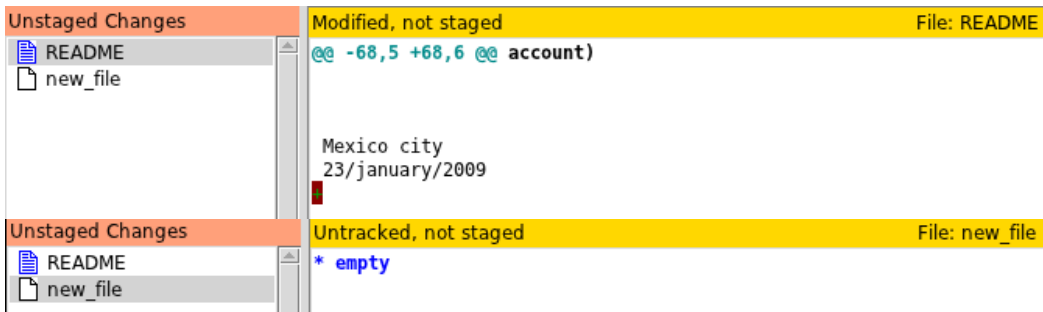 Unstaged Changes
Modified, not staged File: README
README
new_file
@@ -68,5 +68,6 @@ account)
Mexico city
23/january/2009
+
Unstaged Changes
Untracked, not staged File: new_file
README
new_file
* empty